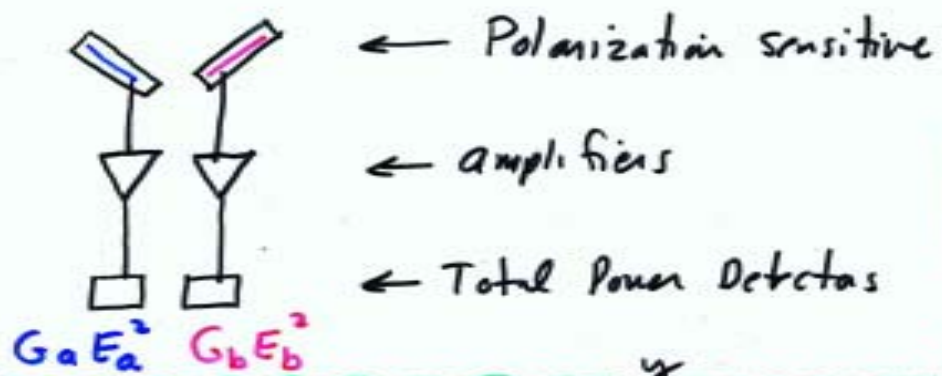 ← Polarization sensitive
← amplifiers
← Total Power Detectors
GaEa² GbEb²
y